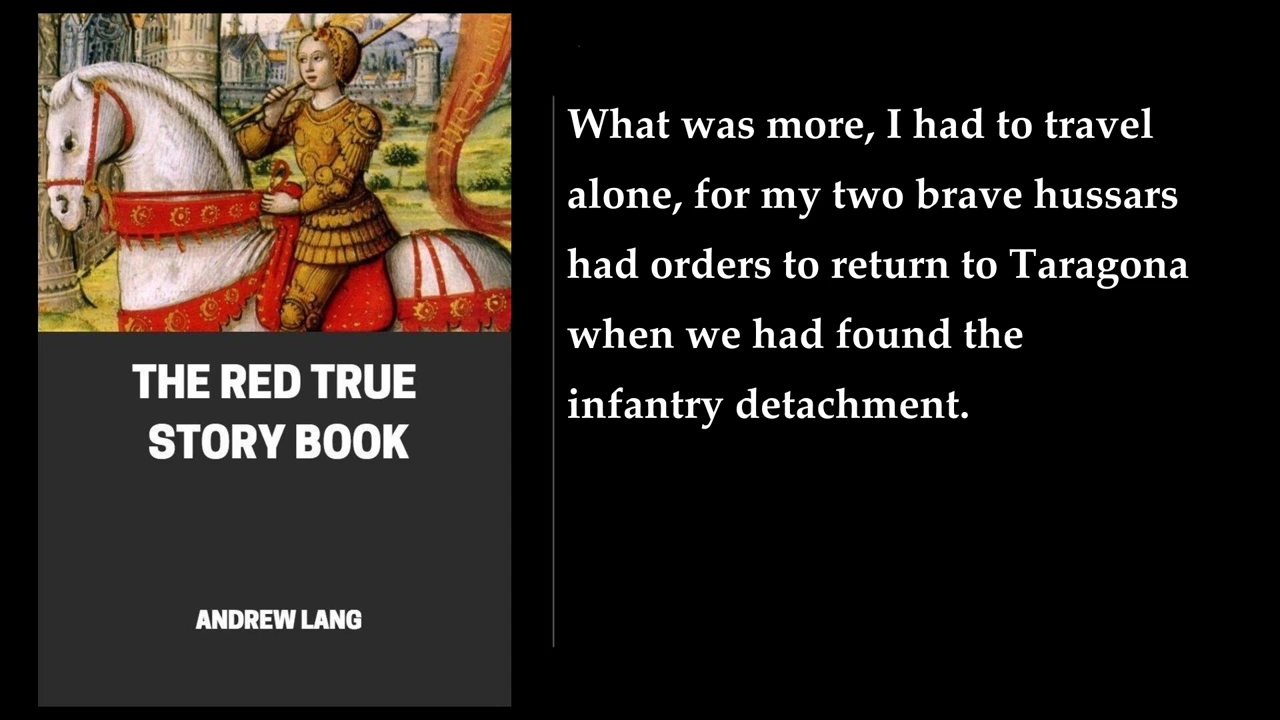 THE RED TRUE
STORY BOOK
ANDREW LANG
What was more, I had to travel
alone, for my two brave hussars
had orders to return to Taragona
when we had found the
infantry detachment.